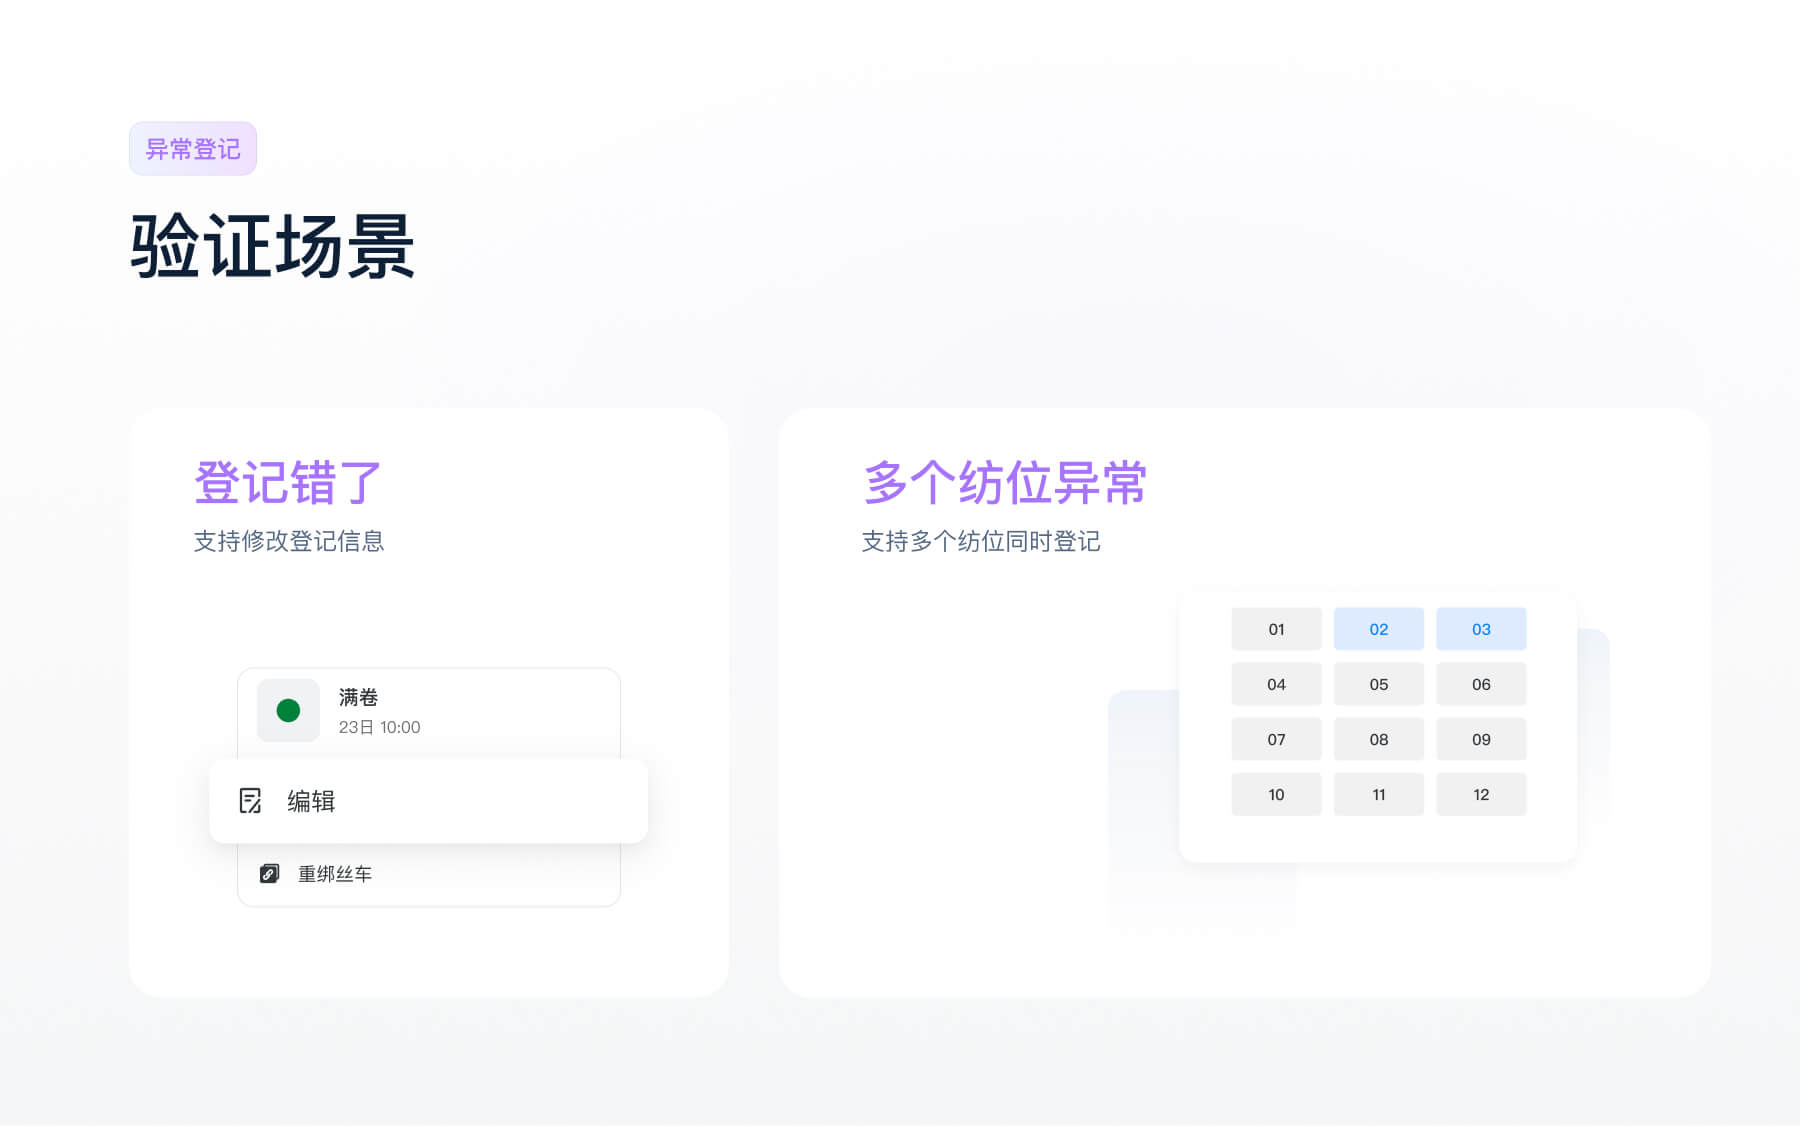 异常登记
验证场景
登记错了
支持修改登记信息
满卷
23日 10:00
编辑
重绑丝车
多个纺位异常
支持多个纺位同时登记
01 02 03
04 05 06
07 08 09
10 11 12